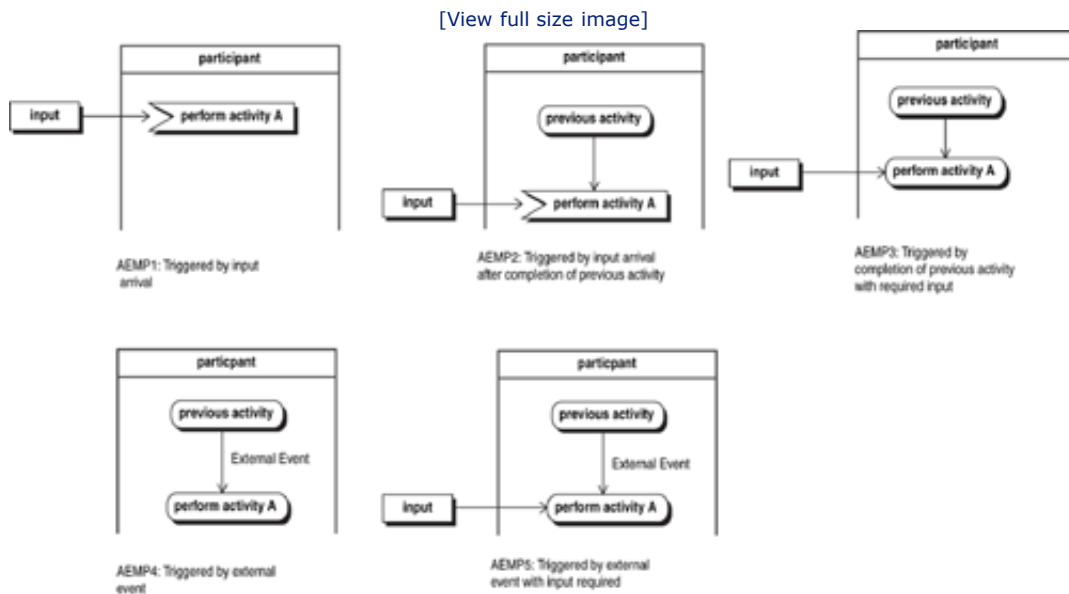 [View full size image]
participant
input
perform activity A
AEMP1: Triggered by input
arrival
participant
previous activity
input
perform activity A
AEMP2: Triggered by input arrival
after completion of previous activity
participant
previous activity
input
perform activity A
AEMP3: Triggered by
completion of previous activity
with required input
particpant
previous activity
External Event
perform activity A
AEMP4: Triggered by external
event
particpant
previous activity
External Event
input
perform activity A
AEMP5: Triggered by external
event with input required